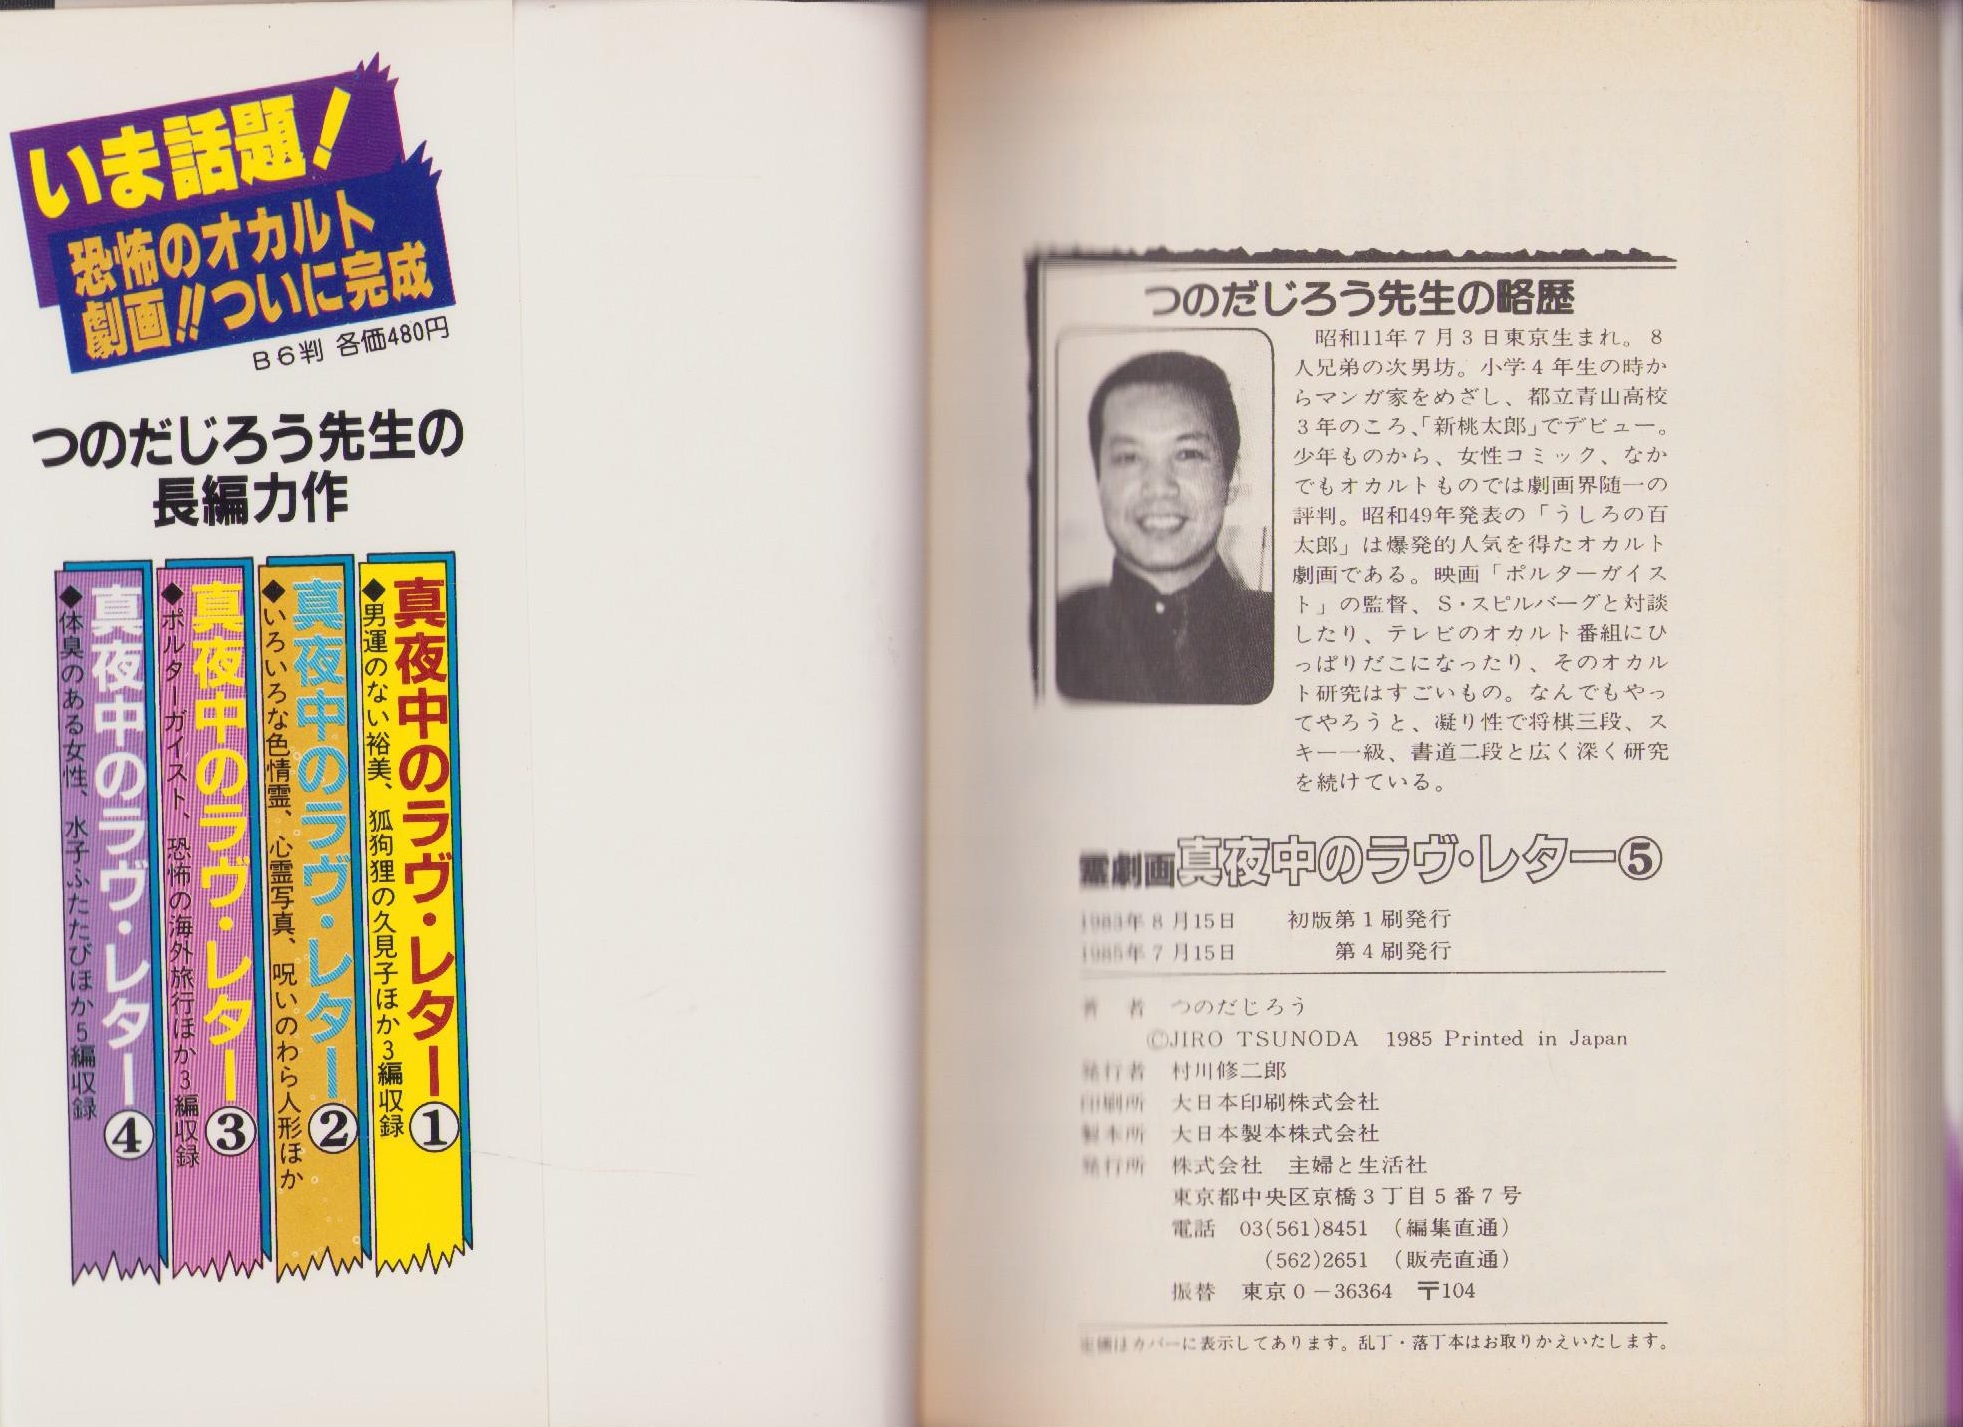 いま話題!
恐怖のオカルト
劇画!!ついに完成
B6判 各価480円
つのだじろう先生の
長編力作
真夜中のラヴ・レター①
◆男運のない裕美、狐狗狸の久見子ほか3編収録
真夜中のラヴ・レター②
◆いろいろな色情霊、心霊写真、呪いのわら人形ほか
真夜中のラヴ・レター③
◆ポルターガイスト、恐怖の海外旅行ほか3編収録
真夜中のラヴ・レター④
◆体臭のある女性、水子ふたたびほか5編収録
つのだじろう先生の略歴
昭和11年7月3日東京生まれ。8
人兄弟の次男坊。小学4年生の時か
らマンガ家をめざし、都立青山高校
3年のころ、「新桃太郎」でデビュー。
少年ものから、女性コミック、なか
でもオカルトものでは劇画界随一の
評判。昭和49年発表の「うしろの百
太郎」は爆発的人気を得たオカルト
劇画である。映画「ポルターガイス
ト」の監督、S・スピルバーグと対談
したり、テレビのオカルト番組にひ
っぱりだこになったり、そのオカル
ト研究はすごいもの。なんでもやっ
てやろうと、凝り性で将棋三段、ス
キー一級、書道二段と広く深く研究
を続けている。
霊劇画真夜中のラヴ・レター⑤
1983年8月15日 初版第1刷発行
1985年7月15日 第4刷発行
著 者 つのだじろう
©JIRO TSUNODA 1985 Printed in Japan
発行者 村川修二郎
印刷所 大日本印刷株式会社
製本所 大日本製本株式会社
発行所 株式会社 主婦と生活社
東京都中央区京橋3丁目5番7号
電話 03(561)8451 (編集直通)
(562)2651 (販売直通)
振替 東京0-36364 〒104
定価はカバーに表示してあります。乱丁・落丁本はお取りかえいたします。